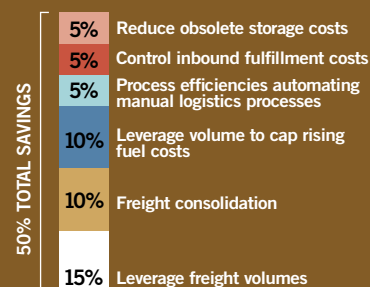 5% Reduce obsolete storage costs
5% Control inbound fulfillment costs
5% Process efficiencies automating
manual logistics processes
10% Leverage volume to cap rising
fuel costs
10% Freight consolidation
15% Leverage freight volumes
50% TOTAL SAVINGS